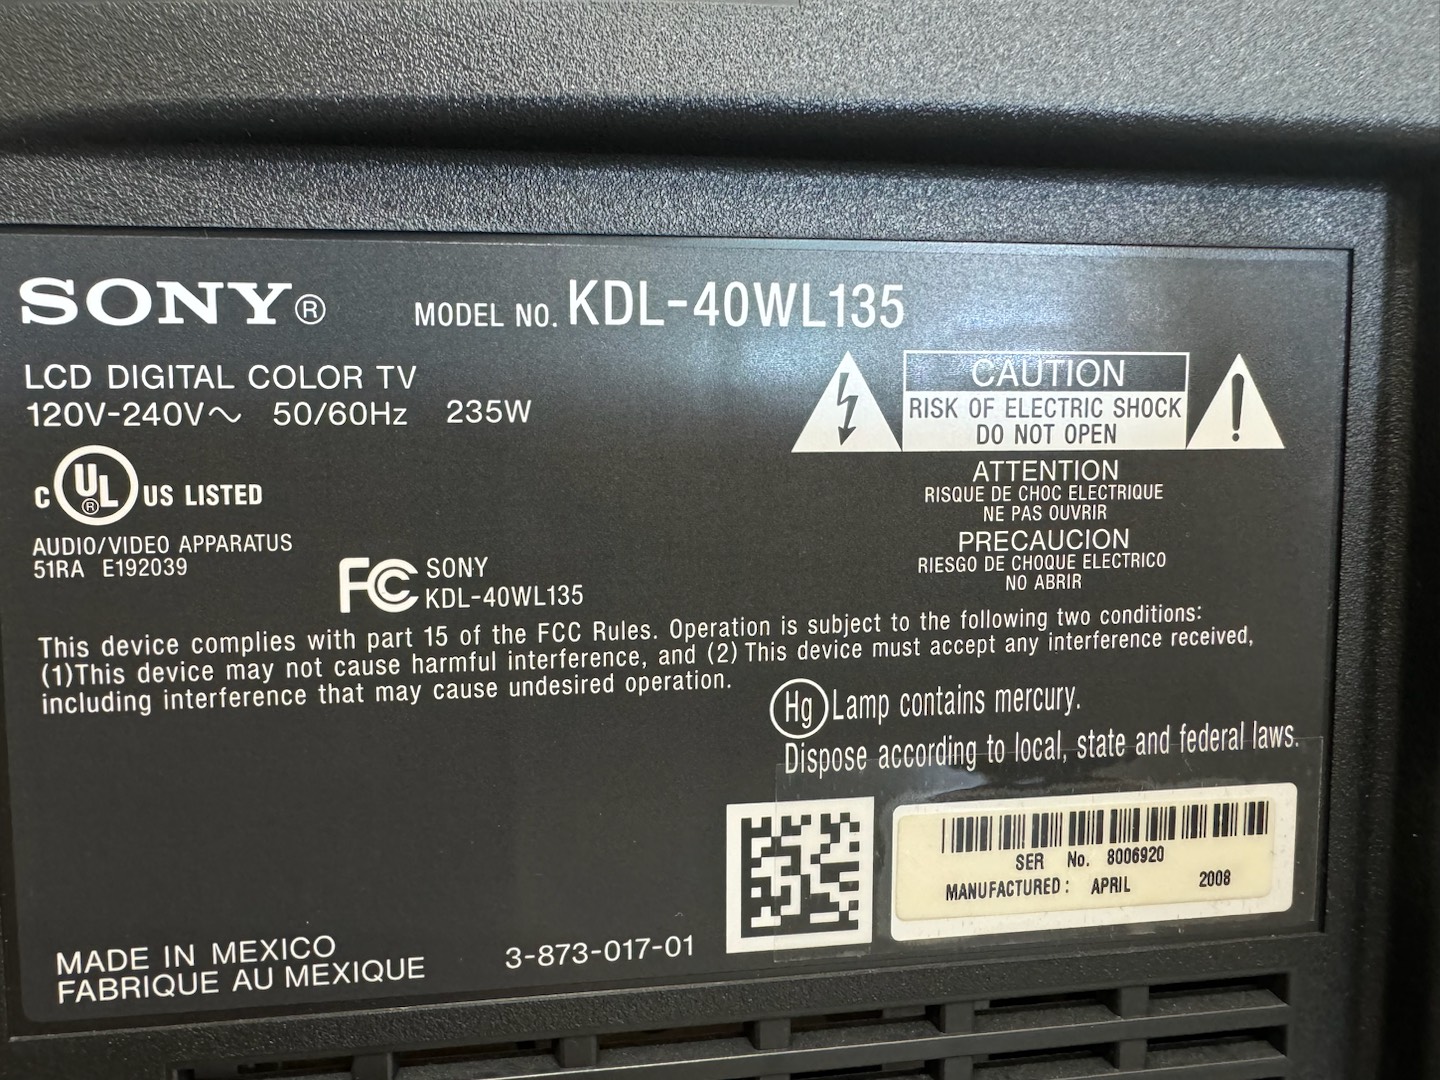 SONY® MODEL NO. KDL-40WL135
LCD DIGITAL COLOR TV
120V-240V~ 50/60Hz 235W
CAUTION
RISK OF ELECTRIC SHOCK
DO NOT OPEN
ATTENTION
RISQUE DE CHOC ELECTRIQUE
NE PAS OUVRIR
PRECAUCION
RIESGO DE CHOQUE ELECTRICO
NO ABRIR
C UL® US LISTED
AUDIO/VIDEO APPARATUS
51RA E192039
FC SONY
KDL-40WL135
This device complies with part 15 of the FCC Rules. Operation is subject to the following two conditions:
(1)This device may not cause harmful interference, and (2) This device must accept any interference received,
including interference that may cause undesired operation.
Hg Lamp contains mercury.
Dispose according to local, state and federal laws.
SER No. 8006920
MANUFACTURED: APRIL 2008
MADE IN MEXICO
FABRIQUE AU MEXIQUE
3-873-017-01